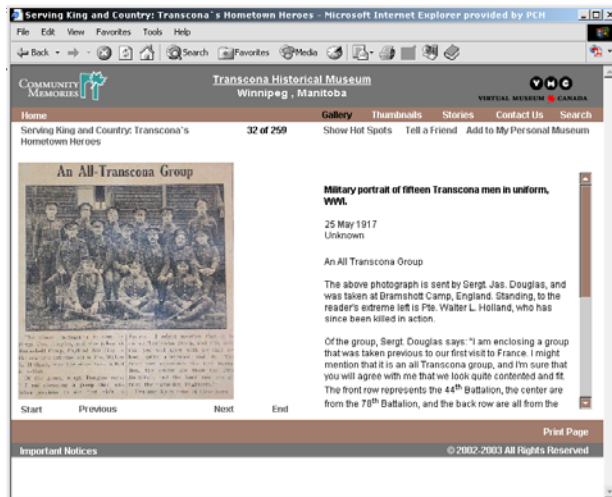 Serving King and Country: Transcona`s Hometown Heroes - Microsoft Internet Explorer provided by PCH
File Edit View Favorites Tools Help
Back Search Favorites Media
COMMUNITY MEMORIES
Transcona Historical Museum
Winnipeg , Manitoba
VMC
VIRTUAL MUSEUM CANADA
Home Gallery Thumbnails Stories Contact Us Search
Serving King and Country: Transcona`s
Hometown Heroes
32 of 259
Show Hot Spots Tell a Friend Add to My Personal Museum
An All-Transcona Group
Military portrait of fifteen Transcona men in uniform,
WWI.
25 May 1917
Unknown
An All Transcona Group
The above photograph is sent by Sergt. Jas. Douglas, and
was taken at Bramshott Camp, England. Standing, to the
reader's extreme left is Pte. Walter L. Holland, who has
since been killed in action.
Of the group, Sergt. Douglas says: "I am enclosing a group
that was taken previous to our first visit to France. I might
mention that it is an all Transcona group, and I'm sure that
you will agree with me that we look quite contented and fit.
The front row represents the 44th Battalion, the center are
from the 78th Battalion, and the back row are all from the
Start Previous Next End
Print Page
Important Notices
© 2002-2003 All Rights Reserved